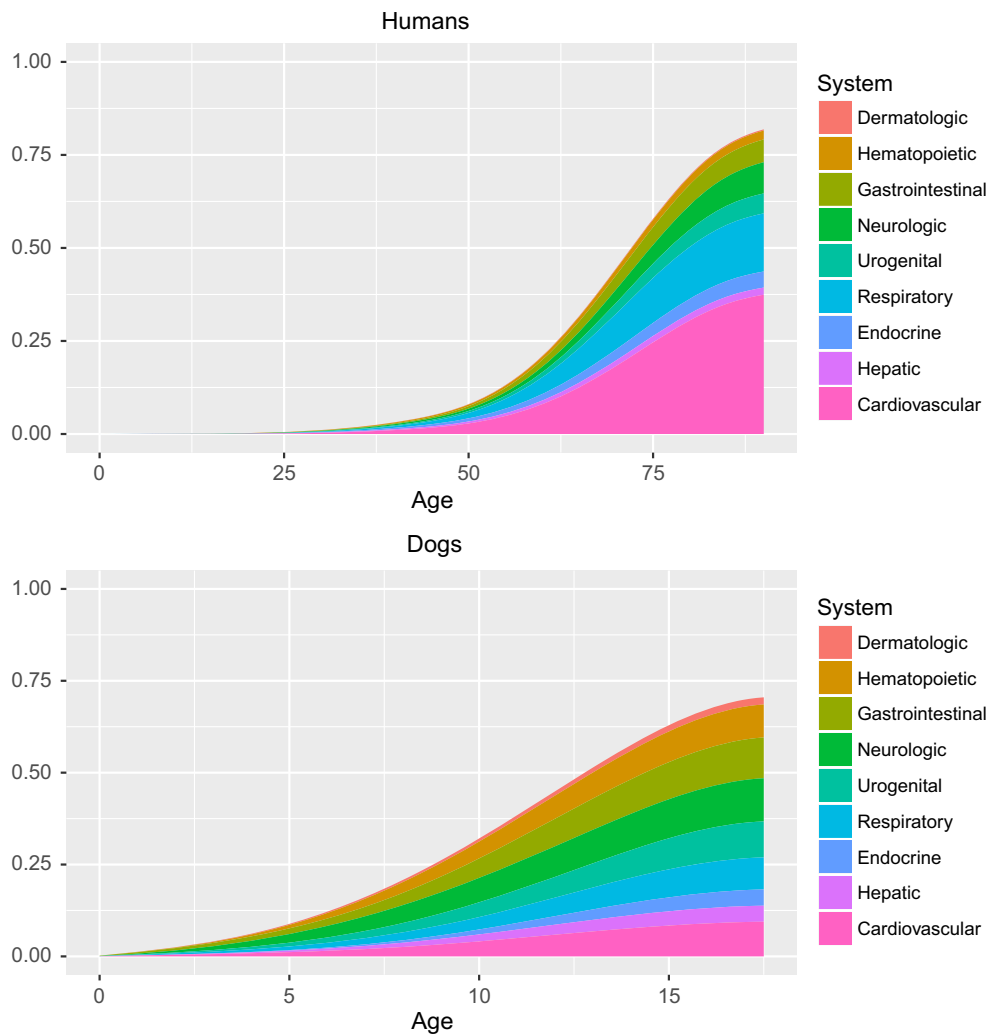 Humans
1.00
0.75
0.50
0.25
0.00
0
25
50
75
Age
System
Dermatologic
Hematopoietic
Gastrointestinal
Neurologic
Urogenital
Respiratory
Endocrine
Hepatic
Cardiovascular
Dogs
1.00
0.75
0.50
0.25
0.00
0
5
10
15
Age
System
Dermatologic
Hematopoietic
Gastrointestinal
Neurologic
Urogenital
Respiratory
Endocrine
Hepatic
Cardiovascular